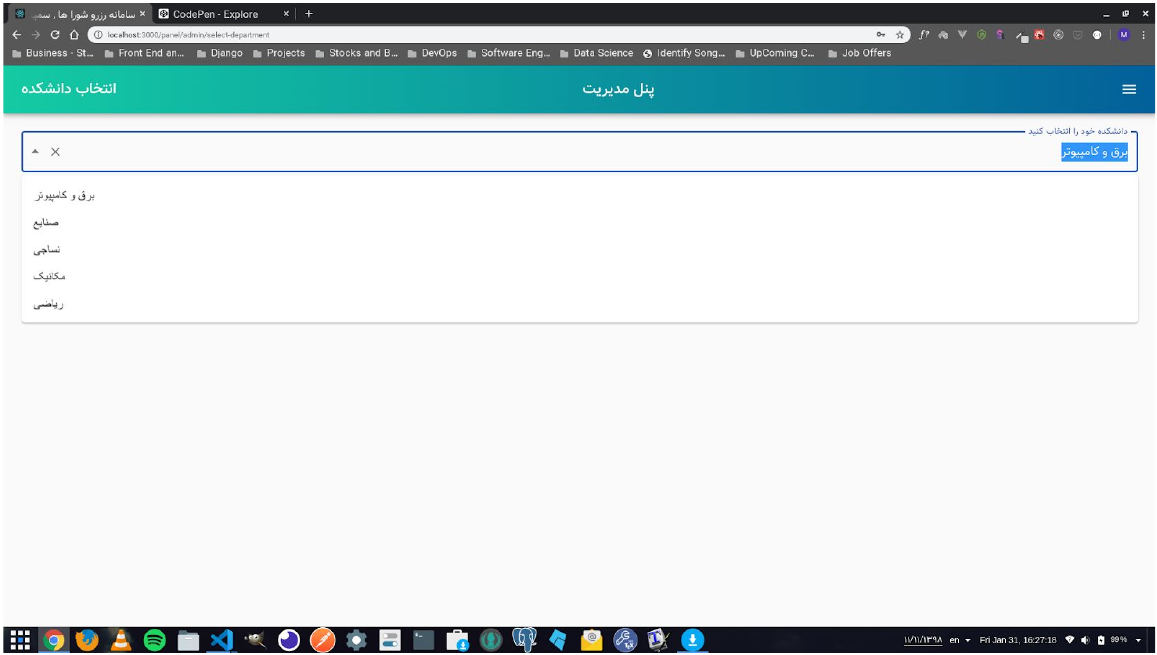 سامانه رزرو شورا ها , سمپ
CodePen - Explore
localhost:3000/panel/admin/select-department
Business - St... Front End an... Django Projects Stocks and B... DevOps Software Eng... Data Science Identify Song... UpComing C... Job Offers
انتخاب دانشکده
پنل مدیریت
دانشکده خود را انتخاب کنید
برق و کامپیوتر
برق و کامپیوتر
صنایع
نساجی
مکانیک
ریاضی
۱۱/۱۱/۱۳۹۸ en Fri Jan 31, 16:27:18 99%